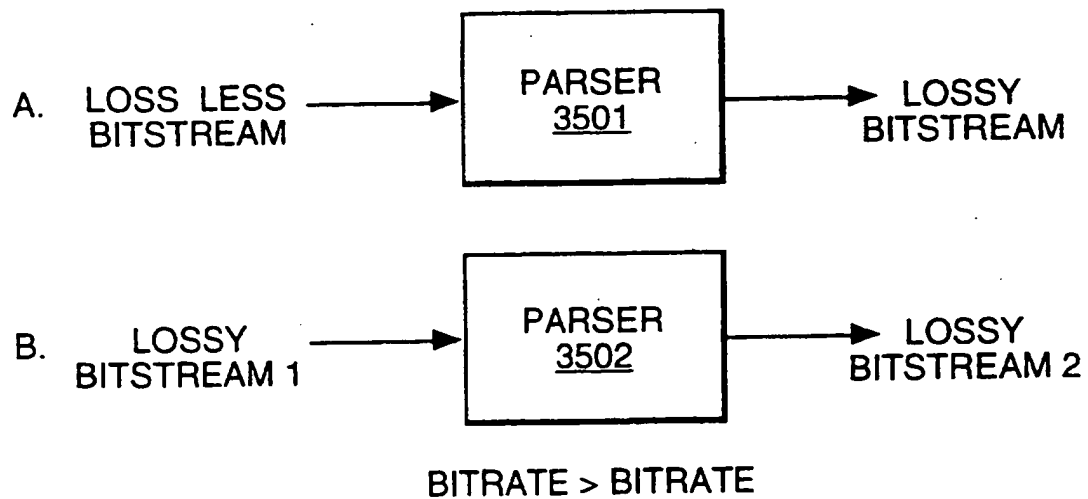 A. LOSS LESS BITSTREAM
PARSER
3501
LOSSY BITSTREAM
B. LOSSY BITSTREAM 1
PARSER
3502
LOSSY BITSTREAM 2
BITRATE > BITRATE